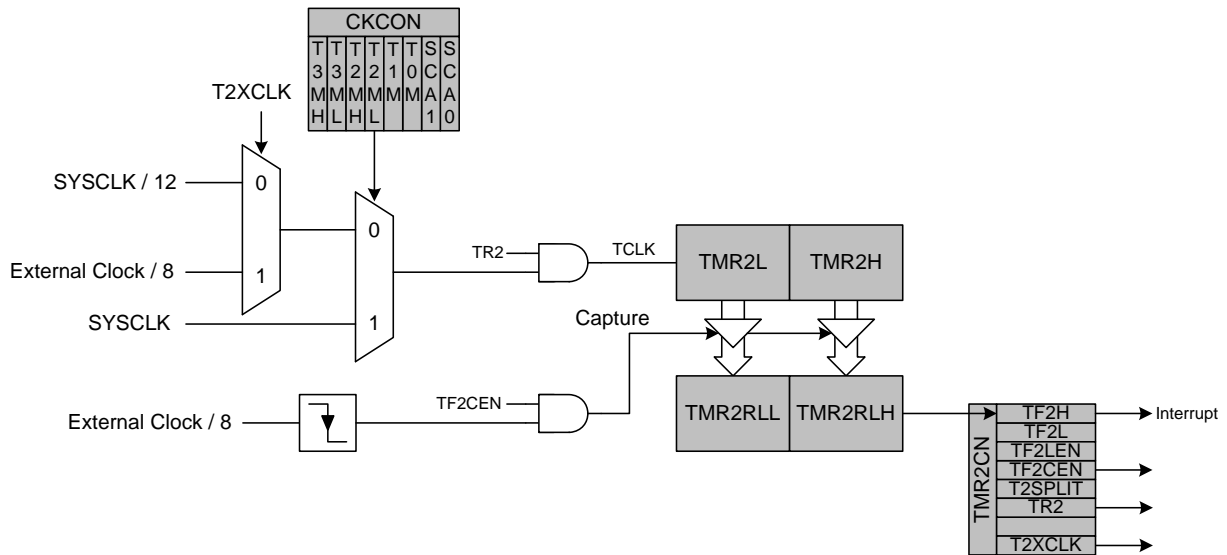 CKCON
T3MH
T3ML
T2MH
T2ML
T1M
T0M
SCA1
SCA0
T2XCLK
SYSCLK / 12
0
External Clock / 8
1
0
SYSCLK
1
TR2
TCLK
TMR2L
TMR2H
Capture
External Clock / 8
TF2CEN
TMR2RLL
TMR2RLH
TMR2CN
TF2H
Interrupt
TF2L
TF2LEN
TF2CEN
T2SPLIT
TR2
T2XCLK